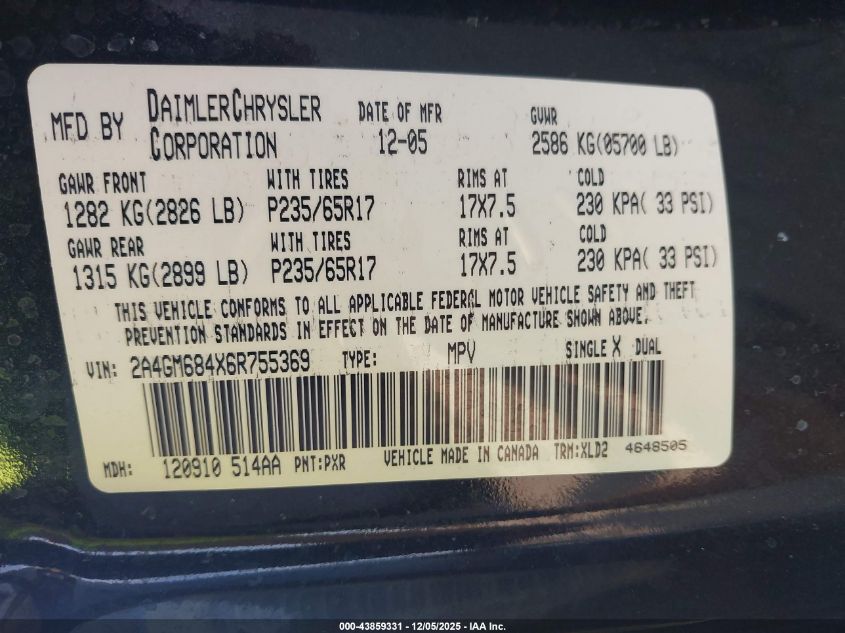 MFD BY DAIMLERCHRYSLER CORPORATION DATE OF MFR 12-05 GVWR 2586 KG(05700 LB)
GAWR FRONT WITH TIRES RIMS AT COLD
1282 KG(2826 LB) P235/65R17 17X7.5 230 KPA( 33 PSI)
GAWR REAR WITH TIRES RIMS AT COLD
1315 KG(2899 LB) P235/65R17 17X7.5 230 KPA( 33 PSI)
THIS VEHICLE CONFORMS TO ALL APPLICABLE FEDERAL MOTOR VEHICLE SAFETY AND THEFT
PREVENTION STANDARDS IN EFFECT ON THE DATE OF MANUFACTURE SHOWN ABOVE.
VIN: 2A4GM684X6R755369 TYPE: MPV SINGLE X DUAL
MDH: 120910 514AA PNT:PXR VEHICLE MADE IN CANADA TRM:XLD2 4648505
000-43859331 - 12/05/2025 - IAA Inc.